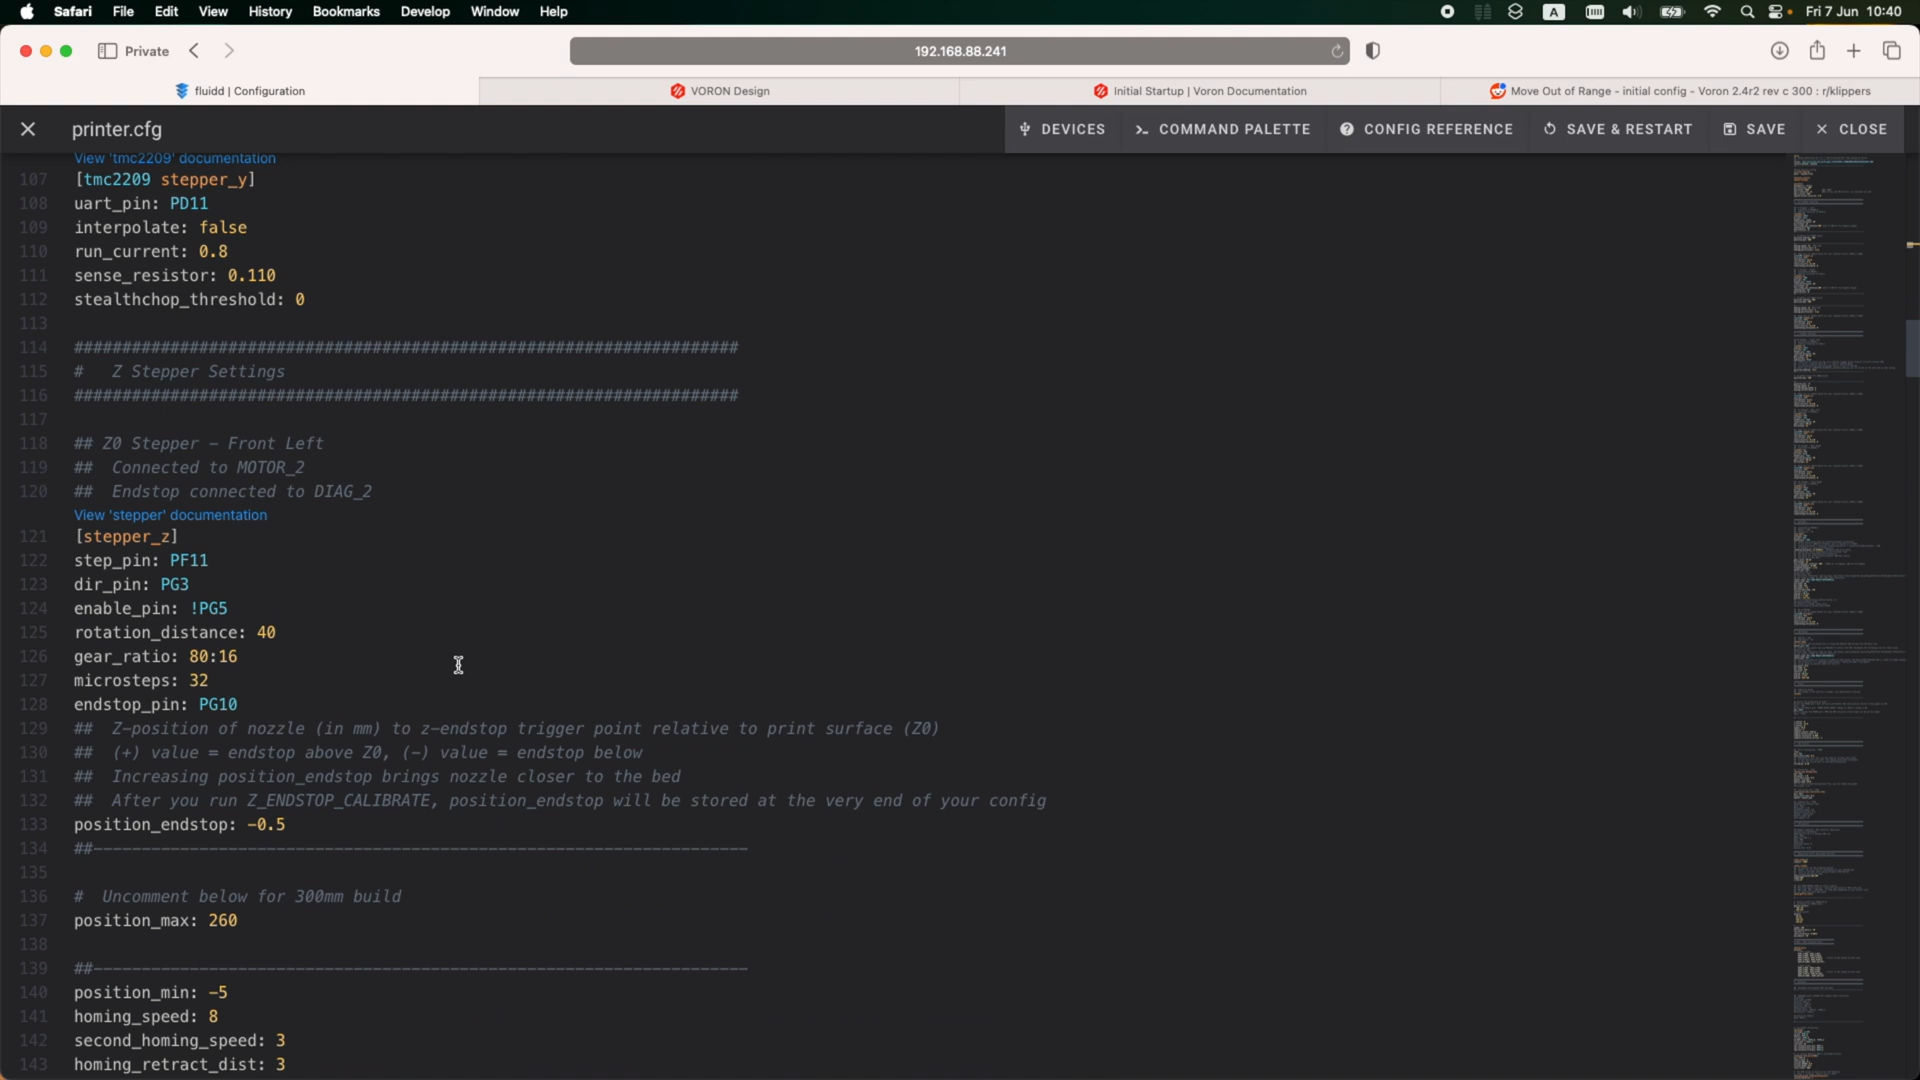 Safari File Edit View History Bookmarks Develop Window Help A Fri 7 Jun 10:40
Private 192.168.88.241
fluidd | Configuration VORON Design Initial Startup | Voron Documentation Move Out of Range - initial config - Voron 2.4r2 rev c 300 : r/klippers
printer.cfg DEVICES COMMAND PALETTE CONFIG REFERENCE SAVE & RESTART SAVE CLOSE
View 'tmc2209' documentation
107 [tmc2209 stepper_y]
108 uart_pin: PD11
109 interpolate: false
110 run_current: 0.8
111 sense_resistor: 0.110
112 stealthchop_threshold: 0
113
114 #####################################################################
115 #   Z Stepper Settings
116 #####################################################################
117
118 ## Z0 Stepper - Front Left
119 ##  Connected to MOTOR_2
120 ##  Endstop connected to DIAG_2
View 'stepper' documentation
121 [stepper_z]
122 step_pin: PF11
123 dir_pin: PG3
124 enable_pin: !PG5
125 rotation_distance: 40
126 gear_ratio: 80:16
127 microsteps: 32
128 endstop_pin: PG10
129 ##  Z-position of nozzle (in mm) to z-endstop trigger point relative to print surface (Z0)
130 ##  (+) value = endstop above Z0, (-) value = endstop below
131 ##  Increasing position_endstop brings nozzle closer to the bed
132 ##  After you run Z_ENDSTOP_CALIBRATE, position_endstop will be stored at the very end of your config
133 position_endstop: -0.5
134 ##--------------------------------------------------------------------
135
136 #  Uncomment below for 300mm build
137 position_max: 260
138
139 ##--------------------------------------------------------------------
140 position_min: -5
141 homing_speed: 8
142 second_homing_speed: 3
143 homing_retract_dist: 3